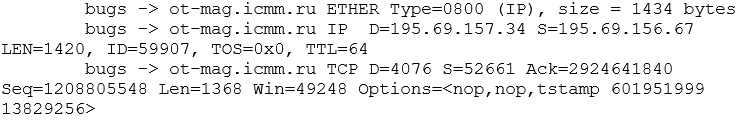 bugs -> ot-mag.icmm.ru ETHER Type=0800 (IP), size = 1434 bytes
bugs -> ot-mag.icmm.ru IP  D=195.69.157.34 S=195.69.156.67
LEN=1420, ID=59907, TOS=0x0, TTL=64
bugs -> ot-mag.icmm.ru TCP D=4076 S=52661 Ack=2924641840
Seq=1208805548 Len=1368 Win=49248 Options=<nop,nop,tstamp 601951999
13829256>